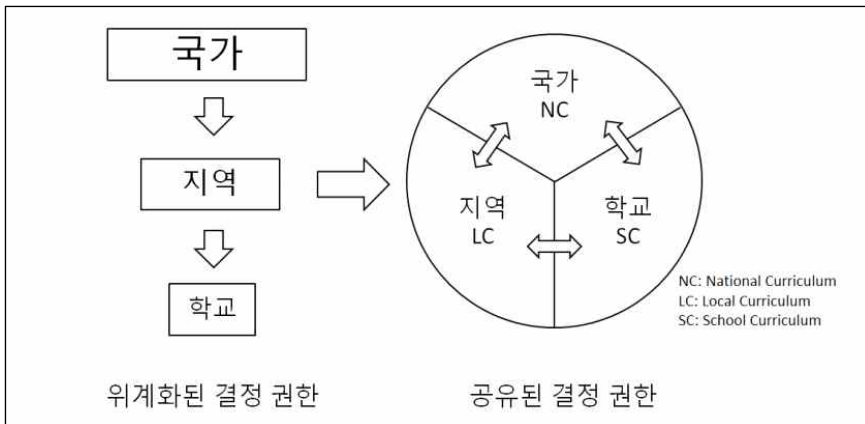 국가
지역
학교
위계화된 결정 권한
국가
NC
지역
LC
학교
SC
NC: National Curriculum
LC: Local Curriculum
SC: School Curriculum
공유된 결정 권한